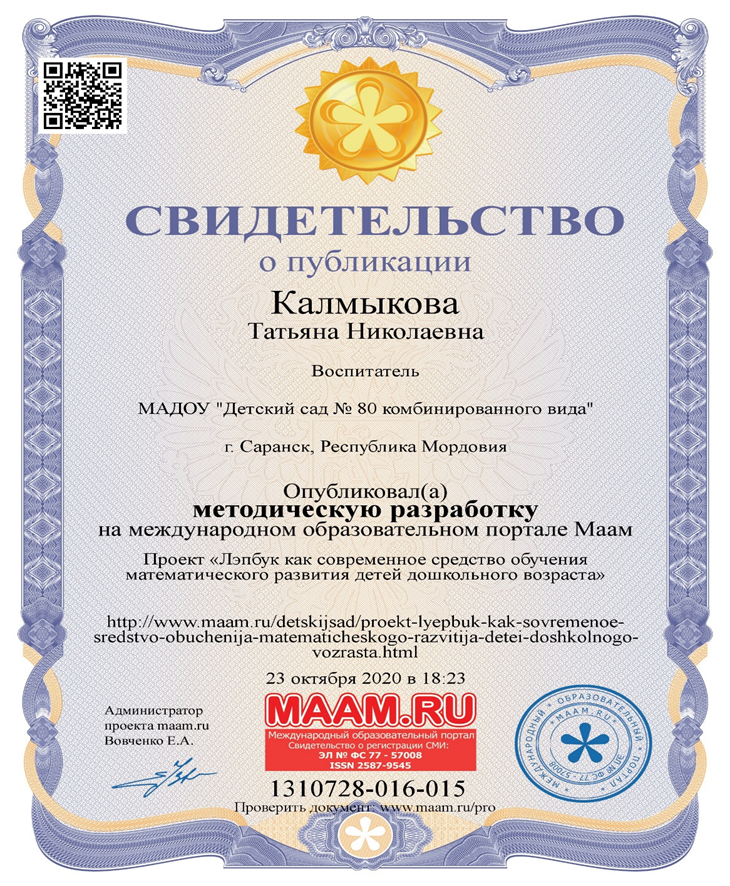 СВИДЕТЕЛЬСТВО
о публикации
Калмыкова
Татьяна Николаевна
Воспитатель
МАДОУ "Детский сад № 80 комбинированного вида"
г. Саранск, Республика Мордовия
Опубликовал(а)
методическую разработку
на международном образовательном портале Маам
Проект «Лэпбук как современное средство обучения
математического развития детей дошкольного возраста»
http://www.maam.ru/detskijsad/proekt-lyepbuk-kak-sovremenoe-
sredstvo-obuchenija-matematicheskogo-razvitija-detei-doshkolnogo-
vozrasta.html
23 октября 2020 в 18:23
Администратор
проекта maam.ru
Вовченко Е.А.
MAAM.RU
Международный образовательный портал
Свидетельство о регистрации СМИ:
ЭЛ № ФС 77 - 57008
ISSN 2587-9545
1310728-016-015
Проверить документ: www.maam.ru/pro
МЕЖДУНАРОДНЫЙ * ОБРАЗОВАТЕЛЬНЫЙ * ПОРТАЛ *
"MAAM.RU"
ЭЛ № ФС 77-57008